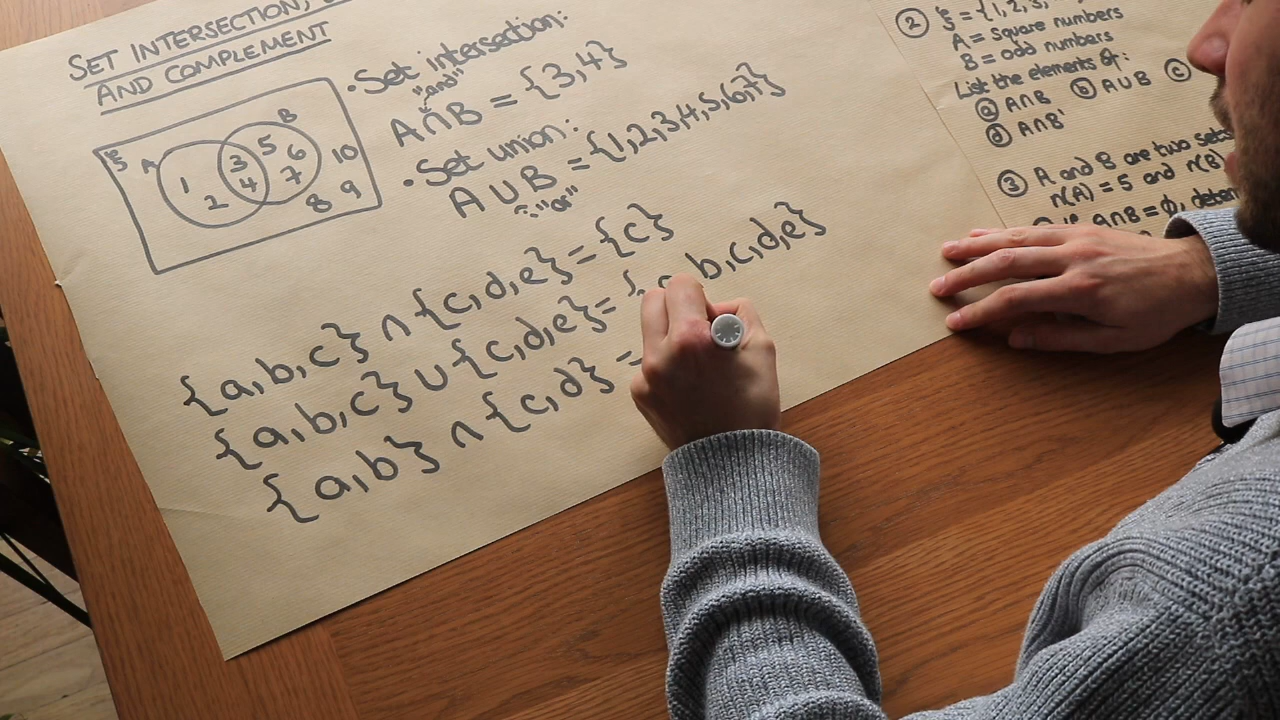 SET INTERSECTION,
AND COMPLEMENT
ξ
A
B
1
2
3
4
5
6
7
8
9
10
• Set intersection:
"and"
A∩B = {3,4}
• Set union:
A∪B = {1,2,3,4,5,6,7}
"or"
{a,b,c} ∩ {c,d,e} = {c}
{a,b,c} ∪ {c,d,e} = { b,c,d,e}
{a,b} ∩ {c,d} =
② ξ = {1,2,3,
A = square numbers
B = odd numbers
List the elements of:
ⓐ A∩B ⓑ A∪B ⓒ
ⓓ A∩B'
③ A and B are two sets
n(A) = 5 and n(B)
if A∩B = ∅,